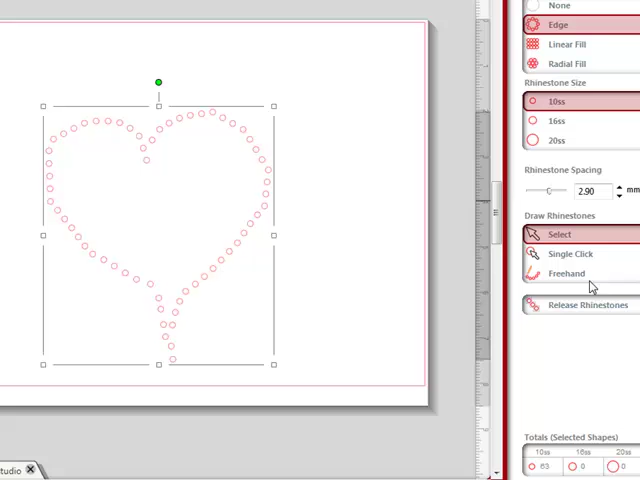 None
Edge
Linear Fill
Radial Fill
Rhinestone Size
10ss
16ss
20ss
Rhinestone Spacing
2.90 mm
Draw Rhinestones
Select
Single Click
Freehand
Release Rhinestones
Totals (Selected Shapes)
10ss 16ss 20ss
63 0 0
tudio